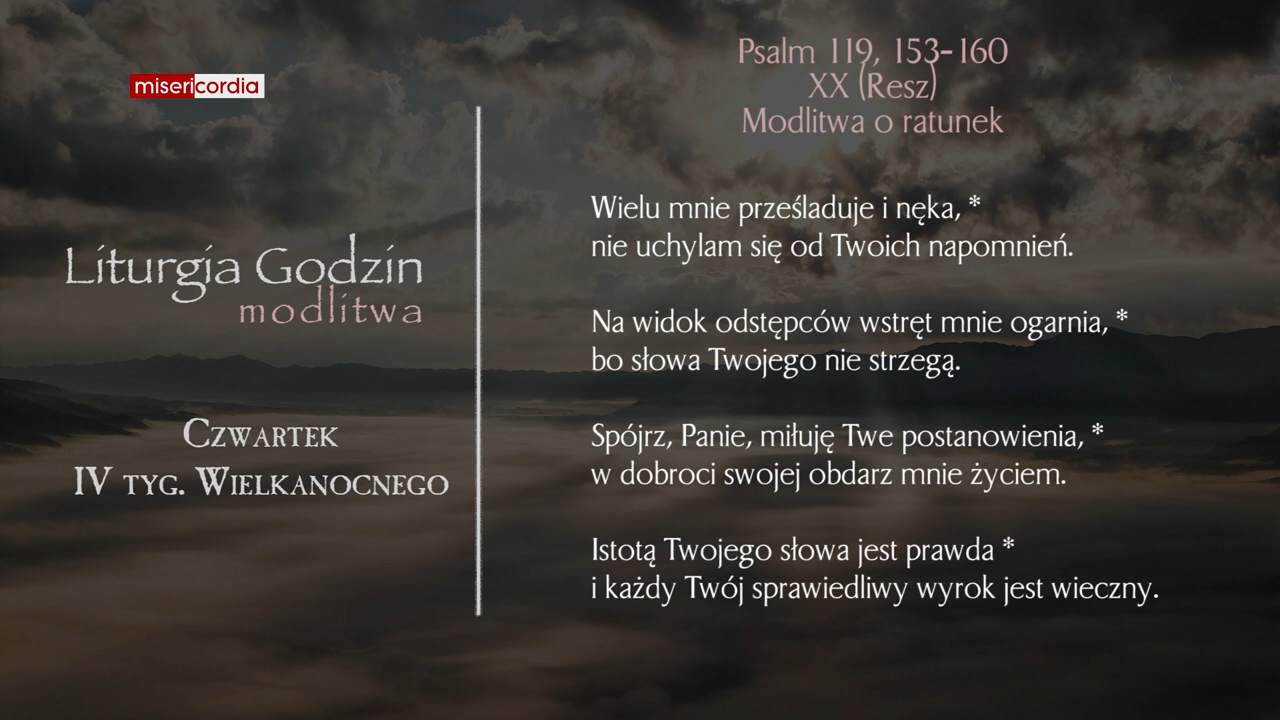 misericordia
Liturgia Godzin
modlitwa
Czwartek
IV tyg. Wielkanocnego
Psalm 119, 153-160
XX (Resz)
Modlitwa o ratunek
Wielu mnie prześladuje i nęka, *
nie uchylam się od Twoich napomnień.
Na widok odstępców wstręt mnie ogarnia, *
bo słowa Twojego nie strzegą.
Spójrz, Panie, miłuję Twe postanowienia, *
w dobroci swojej obdarz mnie życiem.
Istotą Twojego słowa jest prawda *
i każdy Twój sprawiedliwy wyrok jest wieczny.